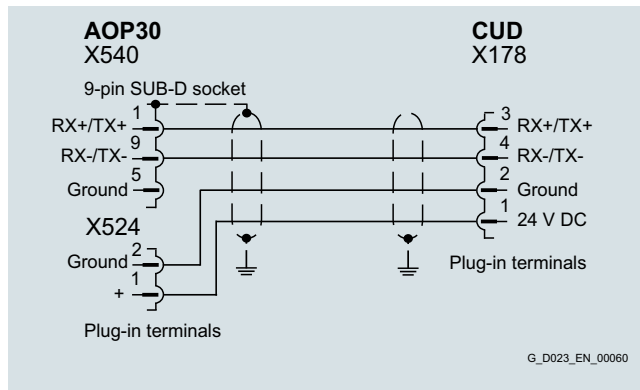 AOP30
X540
CUD
X178
9-pin SUB-D socket
RX+/TX+ 1
RX-/TX- 9
Ground 5
3 RX+/TX+
4 RX-/TX-
2 Ground
1 24 V DC
Plug-in terminals
X524
Ground 2
+ 1
Plug-in terminals
G_D023_EN_00060